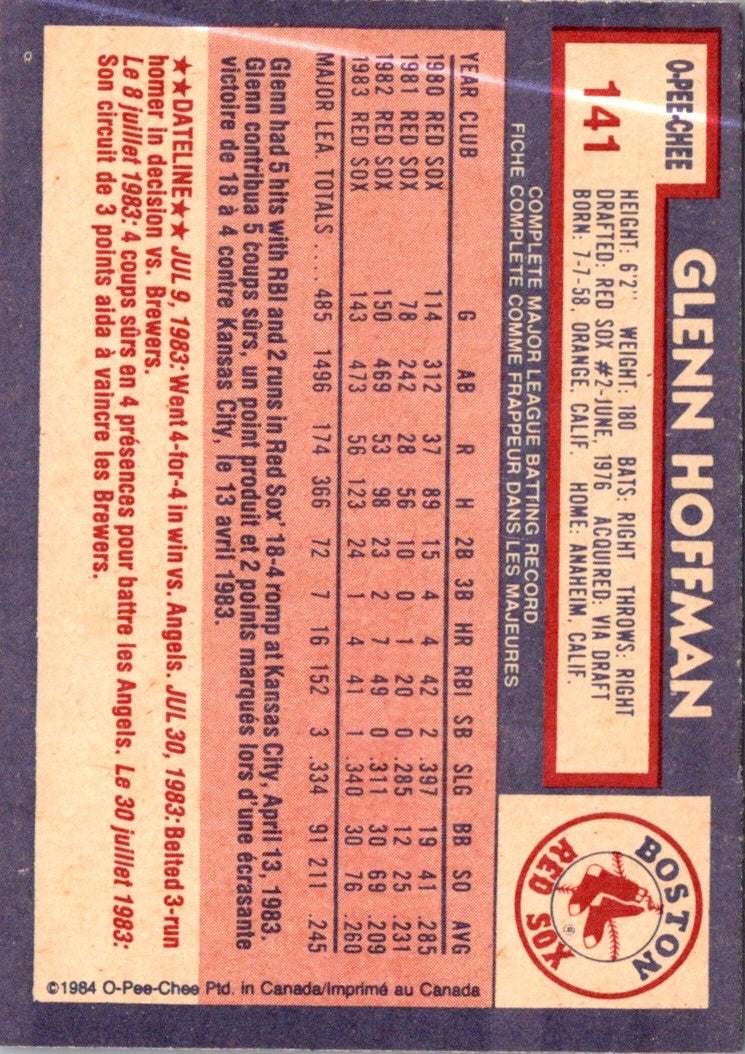 O-PEE-CHEE
141
GLENN HOFFMAN
HEIGHT: 6'2" WEIGHT: 180 BATS: RIGHT THROWS: RIGHT
DRAFTED: RED SOX #2-JUNE, 1976 ACQUIRED: VIA DRAFT
BORN: 7-7-58, ORANGE, CALIF. HOME: ANAHEIM, CALIF.
BOSTON
RED SOX
®
COMPLETE MAJOR LEAGUE BATTING RECORD
FICHE COMPLETE COMME FRAPPEUR DANS LES MAJEURES
YEAR CLUB G AB R H 2B 3B HR RBI SB SLG BB SO AVG
1980 RED SOX 114 312 37 89 15 4 4 42 2 .397 19 41 .285
1981 RED SOX 78 242 28 56 10 0 1 20 0 .285 12 25 .231
1982 RED SOX 150 469 53 98 23 2 7 49 0 .311 30 69 .209
1983 RED SOX 143 473 56 123 24 1 4 41 1 .340 30 76 .260
MAJOR LEA. TOTALS .... 485 1496 174 366 72 7 16 152 3 .334 91 211 .245
Glenn had 5 hits with RBI and 2 runs in Red Sox' 18-4 romp at Kansas City, April 13, 1983.
Glenn contribua 5 coups sûrs, un point produit et 2 points marqués lors d'une écrasante
victoire de 18 à 4 contre Kansas City, le 13 avril 1983.
★★DATELINE★★ JUL 9, 1983: Went 4-for-4 in win vs. Angels. JUL 30, 1983: Belted 3-run
homer in decision vs. Brewers.
Le 8 juillet 1983: 4 coups sûrs en 4 présences pour battre les Angels. Le 30 juillet 1983:
Son circuit de 3 points aida à vaincre les Brewers.
©1984 O-Pee-Chee Ptd. in Canada/Imprimé au Canada